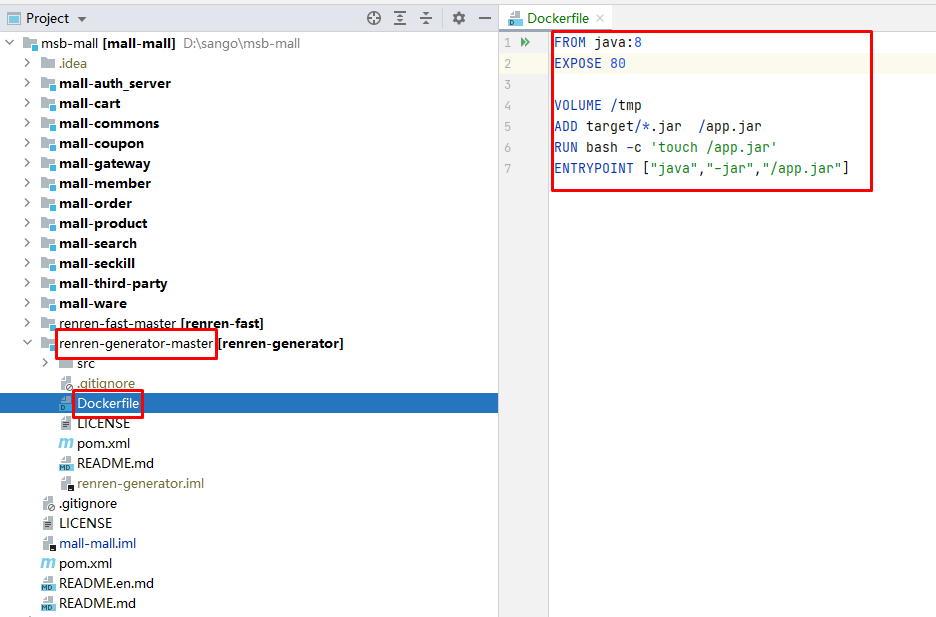 Project
msb-mall [mall-mall] D:\sango\msb-mall
.idea
mall-auth_server
mall-cart
mall-commons
mall-coupon
mall-gateway
mall-member
mall-order
mall-product
mall-search
mall-seckill
mall-third-party
mall-ware
renren-fast-master [renren-fast]
renren-generator-master [renren-generator]
src
.gitignore
Dockerfile
LICENSE
pom.xml
README.md
renren-generator.iml
.gitignore
LICENSE
mall-mall.iml
pom.xml
README.en.md
README.md
Dockerfile
1 FROM java:8
2 EXPOSE 80
3
4 VOLUME /tmp
5 ADD target/*.jar  /app.jar
6 RUN bash -c 'touch /app.jar'
7 ENTRYPOINT ["java","-jar","/app.jar"]